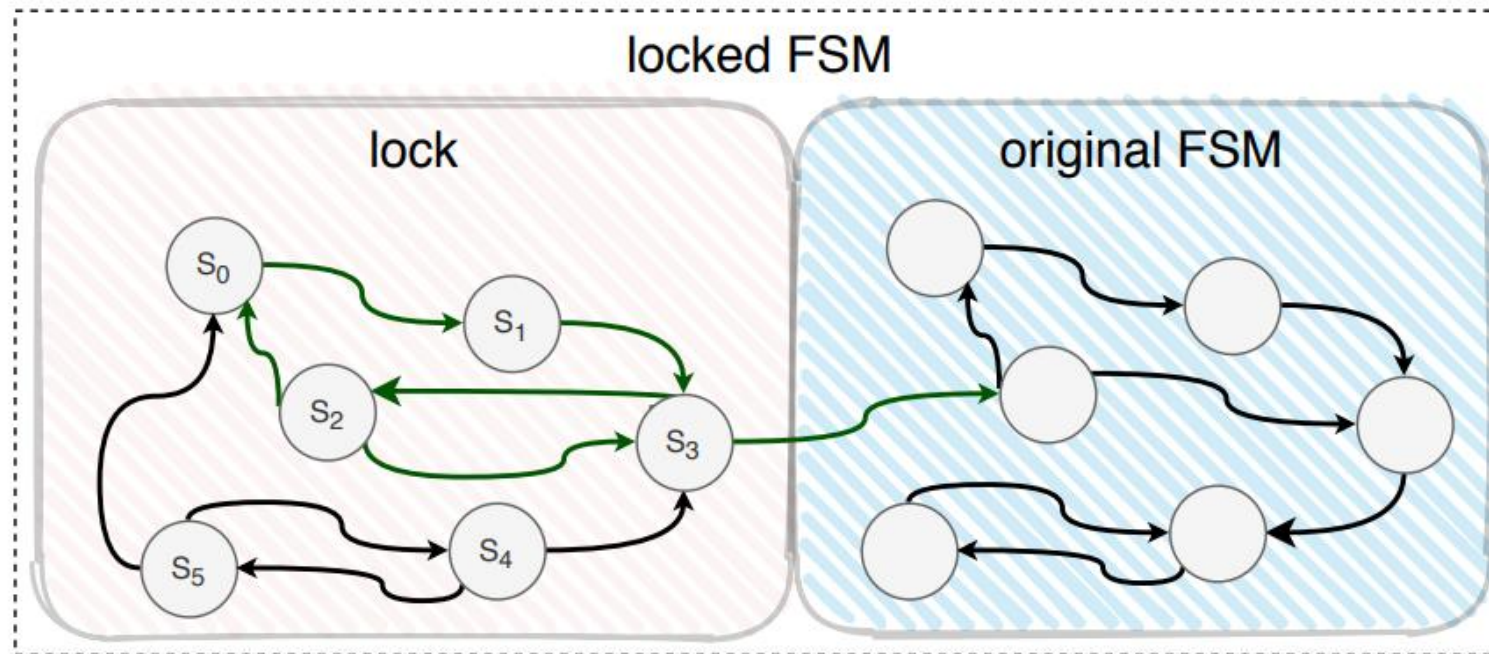 locked FSM
lock
original FSM
S₀
S₁
S₂
S₃
S₄
S₅